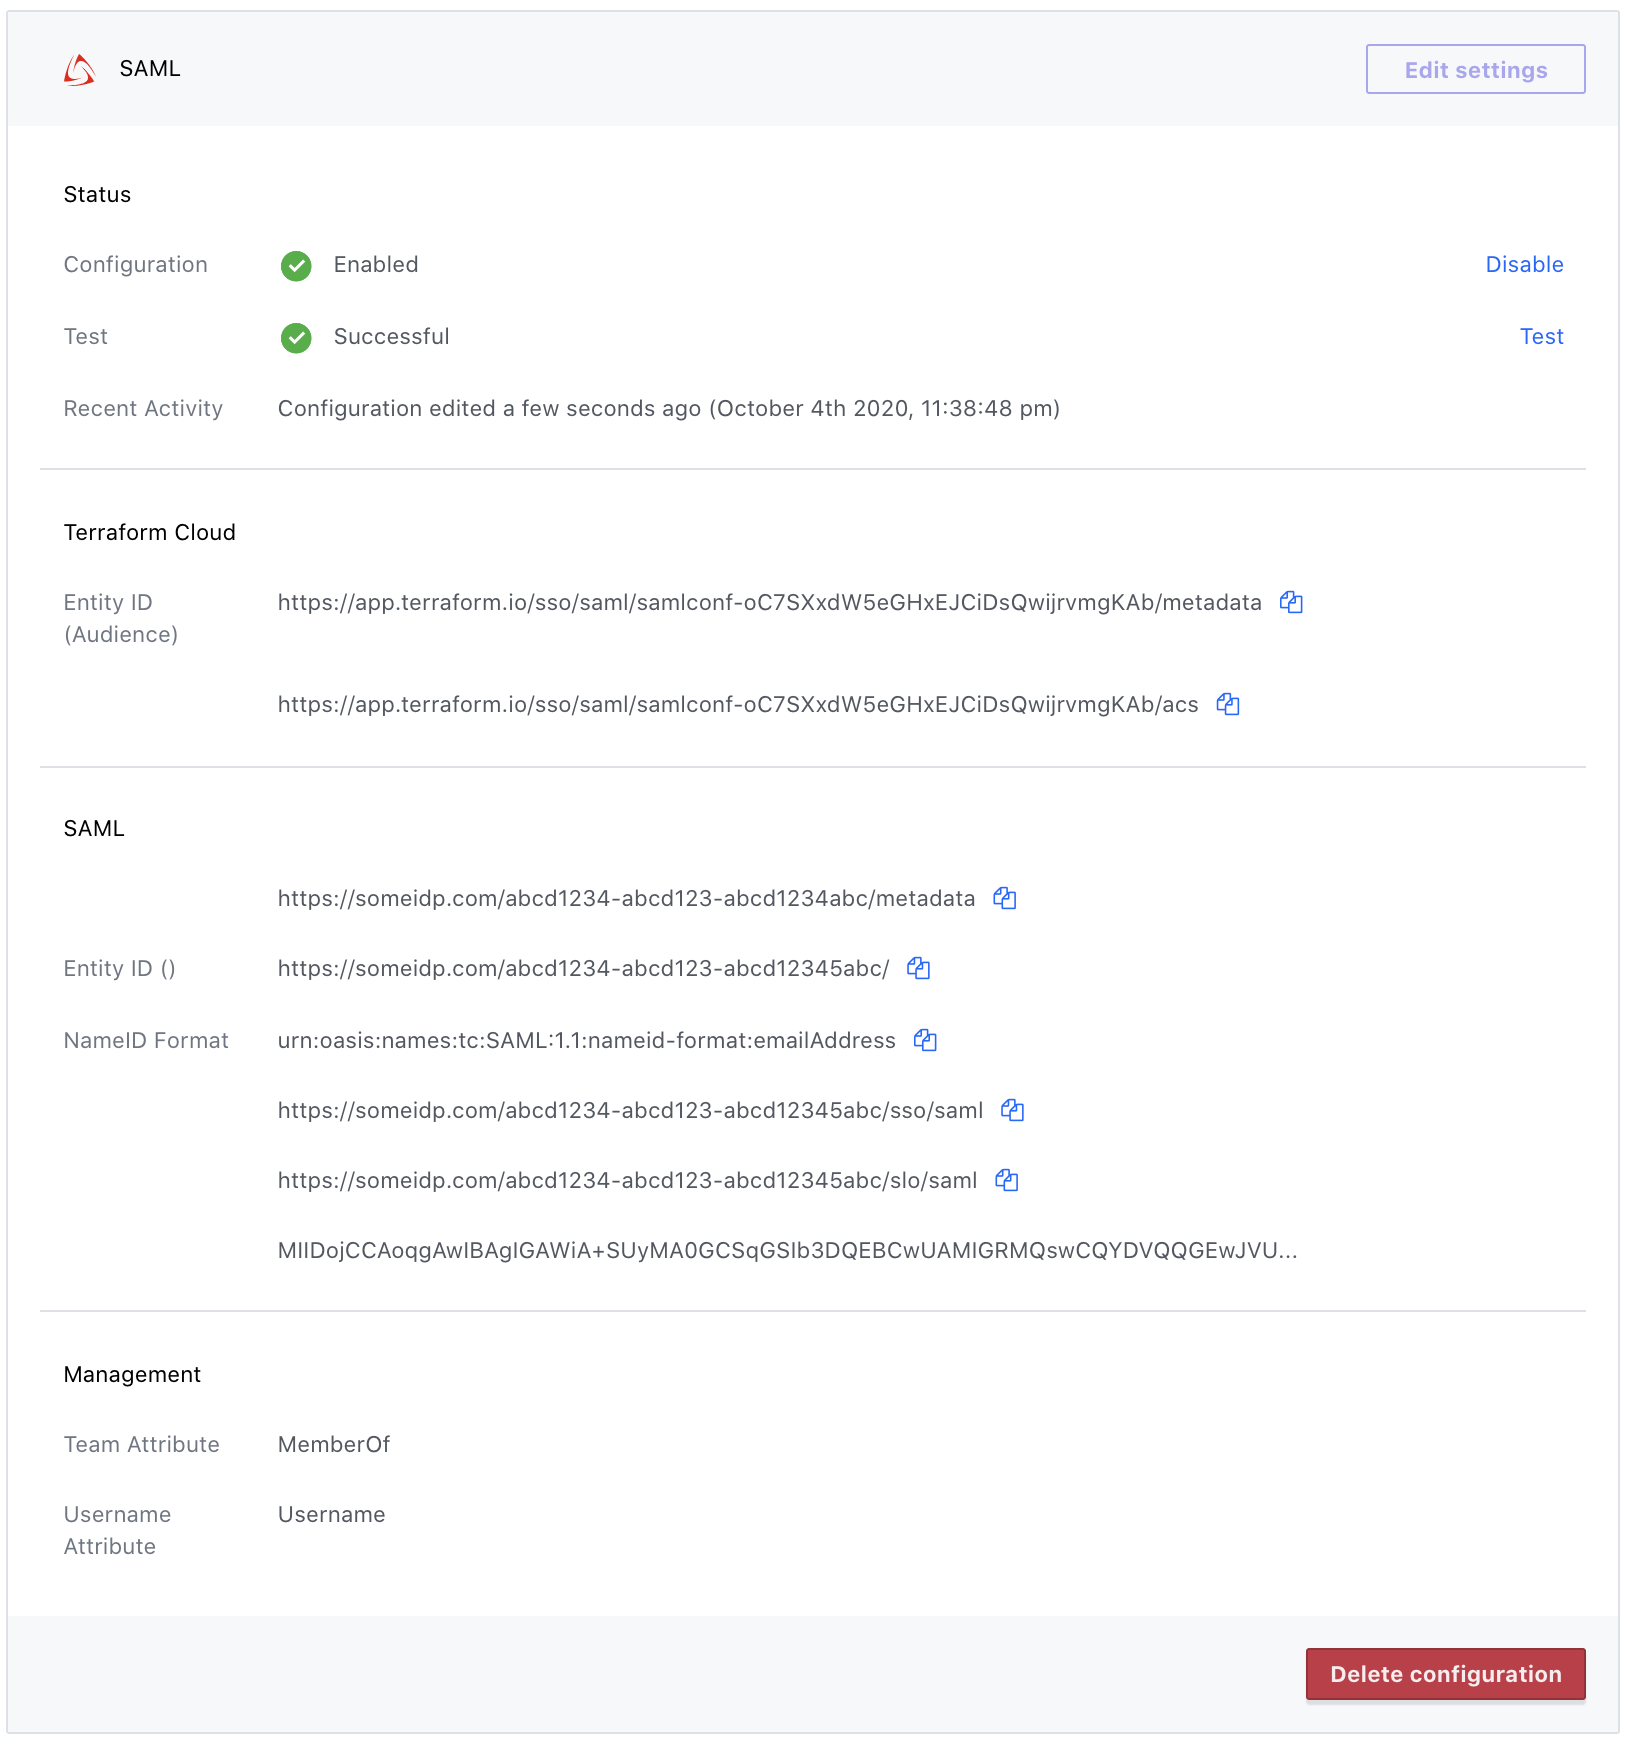 SAML
Edit settings
Status
Configuration Enabled Disable
Test Successful Test
Recent Activity Configuration edited a few seconds ago (October 4th 2020, 11:38:48 pm)
Terraform Cloud
Entity ID https://app.terraform.io/sso/saml/samlconf-oC7SXxdW5eGHxEJCiDsQwijrvmgKAb/metadata
(Audience)
https://app.terraform.io/sso/saml/samlconf-oC7SXxdW5eGHxEJCiDsQwijrvmgKAb/acs
SAML
https://someidp.com/abcd1234-abcd123-abcd1234abc/metadata
Entity ID () https://someidp.com/abcd1234-abcd123-abcd12345abc/
NameID Format urn:oasis:names:tc:SAML:1.1:nameid-format:emailAddress
https://someidp.com/abcd1234-abcd123-abcd12345abc/sso/saml
https://someidp.com/abcd1234-abcd123-abcd12345abc/slo/saml
MIIDojCCAoqgAwIBAgIGAWiA+SUyMA0GCSqGSIb3DQEBCwUAMIGRMQswCQYDVQQGEwJVU...
Management
Team Attribute MemberOf
Username Username
Attribute
Delete configuration